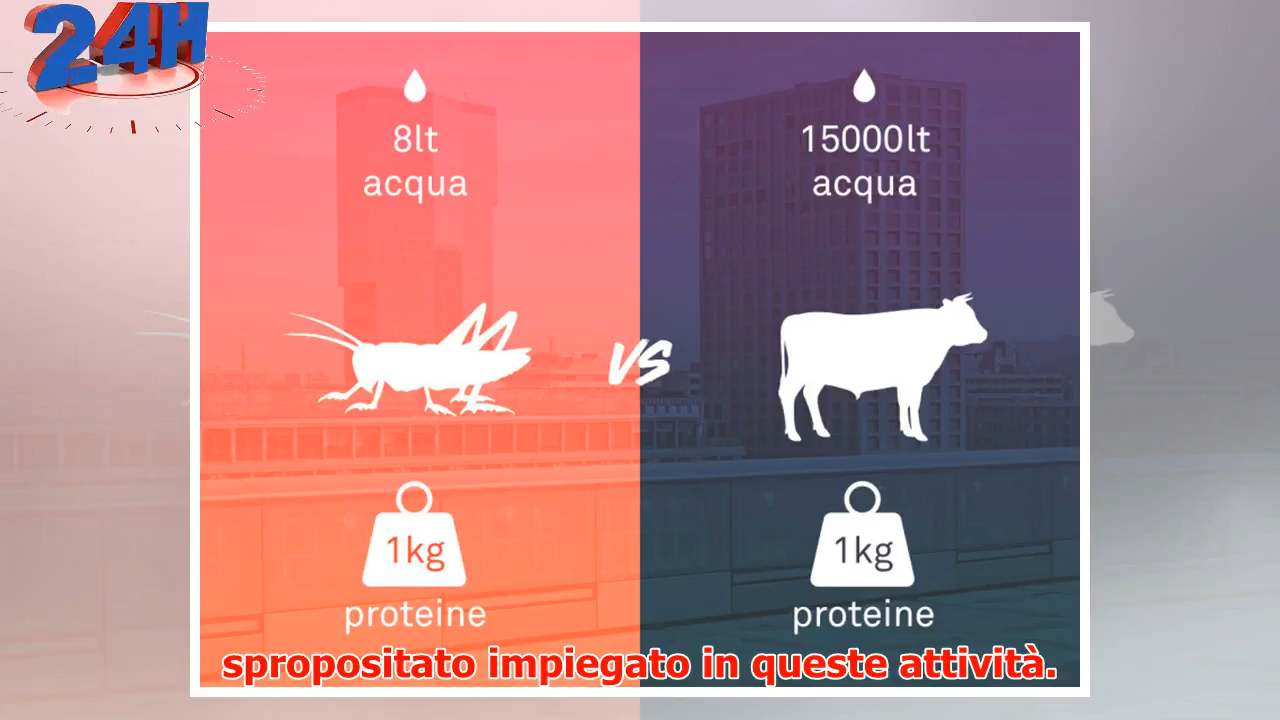 24H
8lt
acqua
15000lt
acqua
vs
1kg
proteine
1kg
proteine
spropositato impiegato in queste attività.